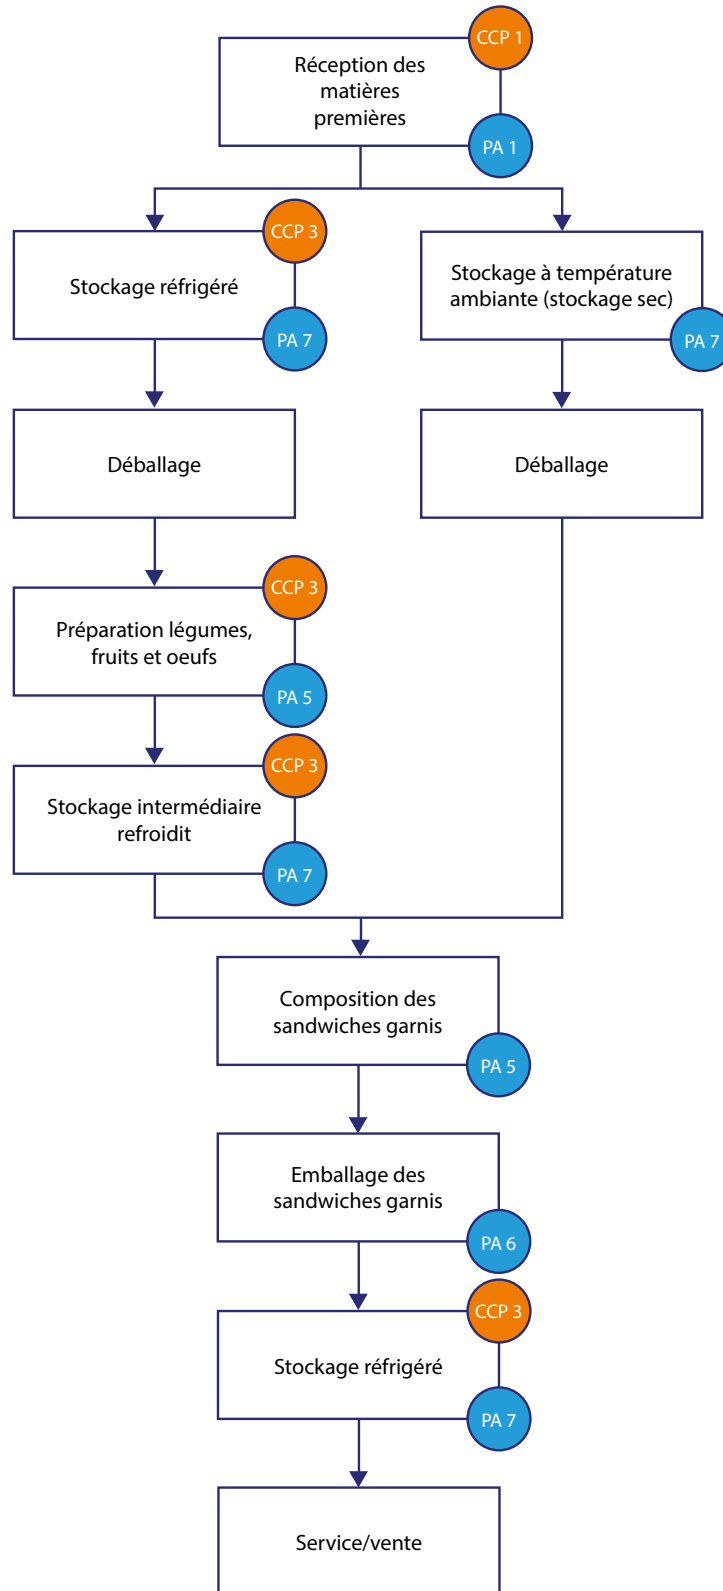 CCP 1
Réception des
matières
premières
PA 1
CCP 3
Stockage réfrigéré
PA 7
Stockage à température
ambiante (stockage sec)
PA 7
Déballage
Déballage
CCP 3
Préparation légumes,
fruits et oeufs
PA 5
CCP 3
Stockage intermédiaire
refroidit
PA 7
Composition des
sandwiches garnis
PA 5
Emballage des
sandwiches garnis
PA 6
CCP 3
Stockage réfrigéré
PA 7
Service/vente